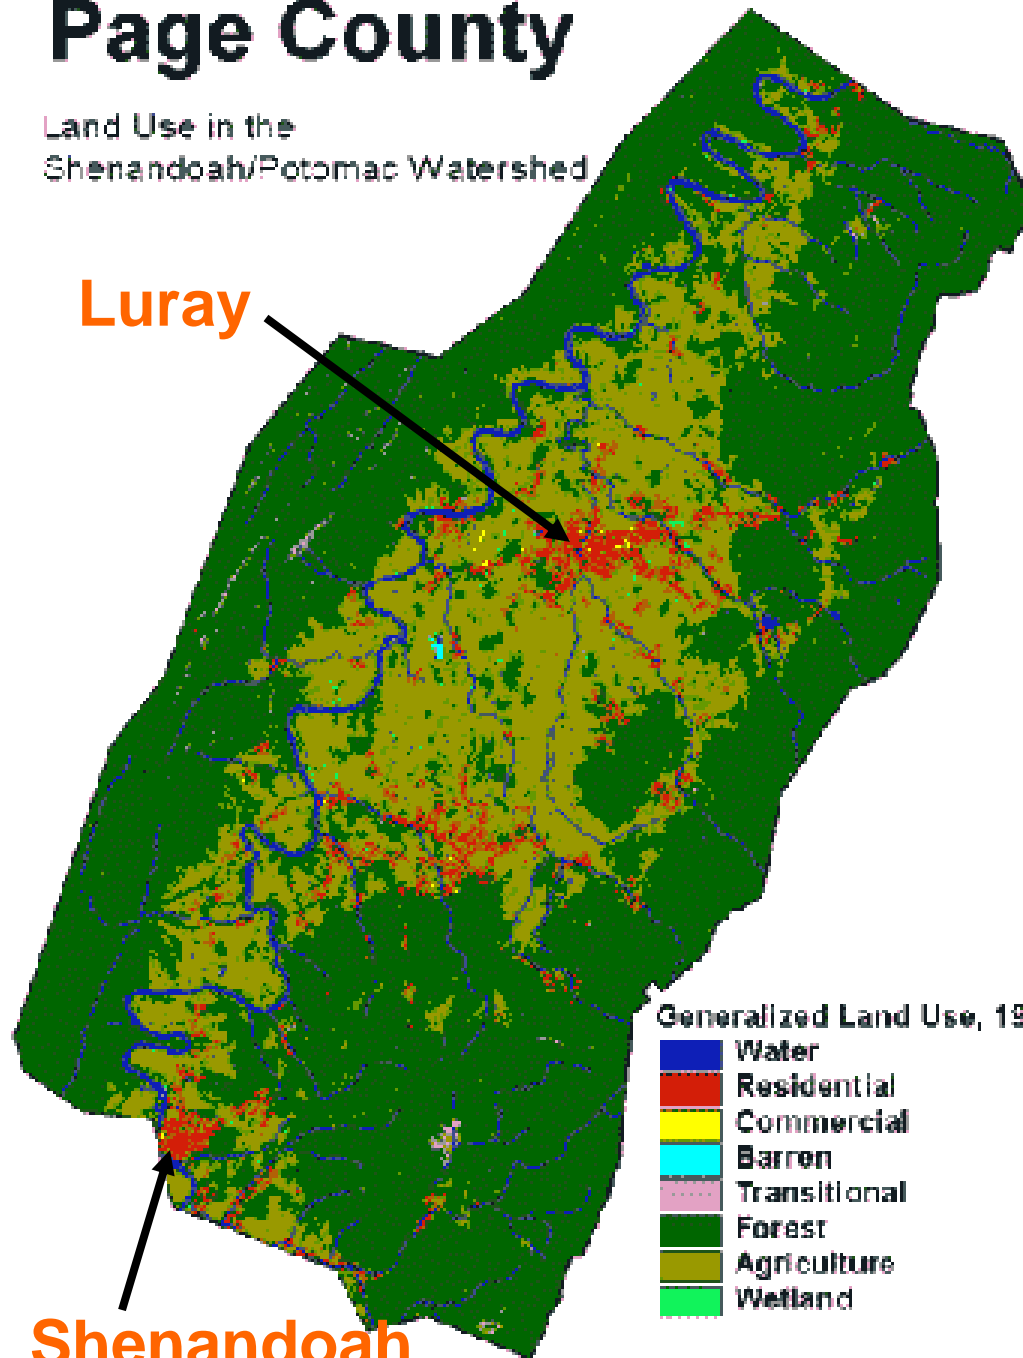 Page County
Land Use in the
Shenandoah/Potomac Watershed
Luray
Generalized Land Use, 19
Water
Residential
Commercial
Barren
Transitional
Forest
Agriculture
Wetland
Shenandoah